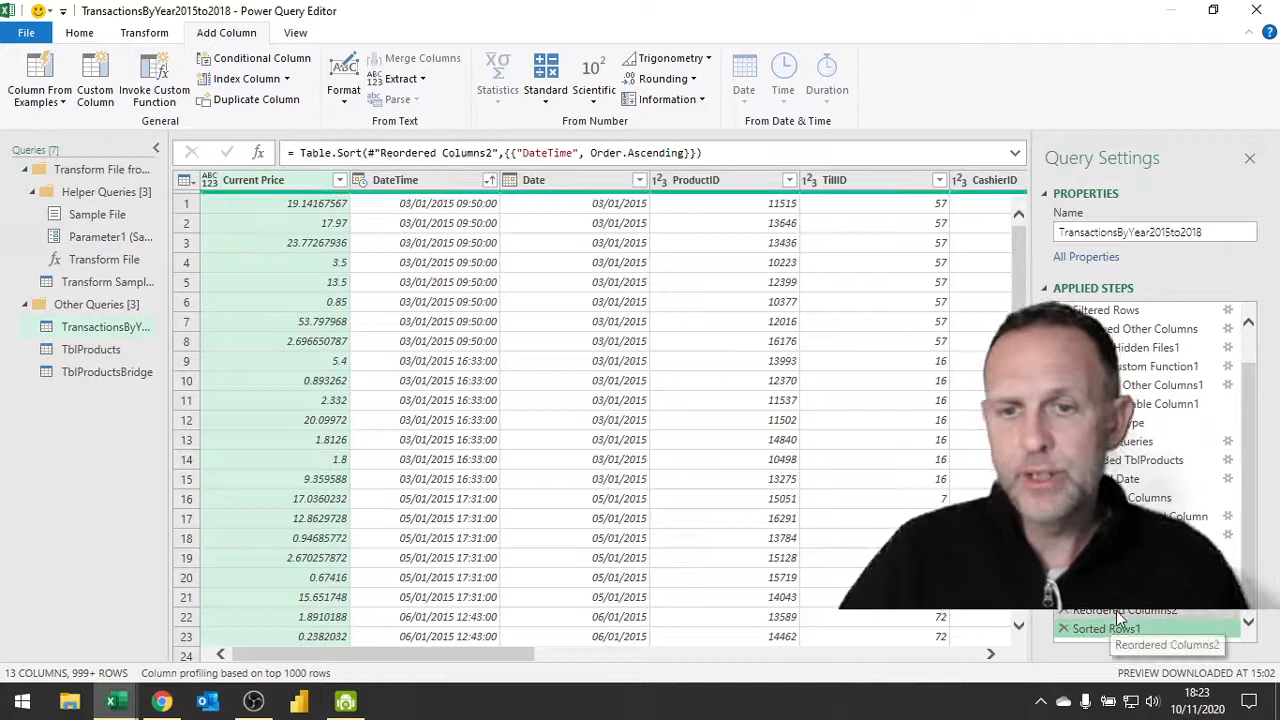 TransactionsByYear2015to2018 - Power Query Editor
File Home Transform Add Column View
Column From Examples
Custom Column
Invoke Custom Function
Conditional Column
Index Column
Duplicate Column
General
Format
Merge Columns
Extract
Parse
From Text
Statistics
Standard
Scientific
Trigonometry
Rounding
Information
From Number
Date
Time
Duration
From Date & Time
Queries [7]
Transform File fro...
Helper Queries [3]
Sample File
Parameter1 (Sa...
Transform File
Transform Sampl...
Other Queries [3]
TransactionsByY...
TblProducts
TblProductsBridge
= Table.Sort(#"Reordered Columns2",{{"DateTime", Order.Ascending}})
Current Price DateTime Date ProductID TillID CashierID
1 19.14167567 03/01/2015 09:50:00 03/01/2015 11515 57
2 17.97 03/01/2015 09:50:00 03/01/2015 13646 57
3 23.77267936 03/01/2015 09:50:00 03/01/2015 13436 57
4 3.5 03/01/2015 09:50:00 03/01/2015 10223 57
5 13.5 03/01/2015 09:50:00 03/01/2015 12399 57
6 0.85 03/01/2015 09:50:00 03/01/2015 10377 57
7 53.797968 03/01/2015 09:50:00 03/01/2015 12016 57
8 2.696650787 03/01/2015 09:50:00 03/01/2015 16176 57
9 5.4 03/01/2015 16:33:00 03/01/2015 13993 16
10 0.893262 03/01/2015 16:33:00 03/01/2015 12370 16
11 2.332 03/01/2015 16:33:00 03/01/2015 11537 16
12 20.09972 03/01/2015 16:33:00 03/01/2015 11502 16
13 1.8126 03/01/2015 16:33:00 03/01/2015 14840 16
14 1.8 03/01/2015 16:33:00 03/01/2015 10498 16
15 9.359588 03/01/2015 16:33:00 03/01/2015 13275 16
16 17.0360232 05/01/2015 17:31:00 05/01/2015 15051 7
17 12.8629728 05/01/2015 17:31:00 05/01/2015 16291
18 0.94685772 05/01/2015 17:31:00 05/01/2015 13784
19 2.670257872 05/01/2015 17:31:00 05/01/2015 15128
20 0.67416 05/01/2015 17:31:00 05/01/2015 15719
21 15.651748 05/01/2015 17:31:00 05/01/2015 14043
22 1.8910188 06/01/2015 12:43:00 06/01/2015 13589 72
23 0.2382032 06/01/2015 12:43:00 06/01/2015 14462 72
24
Query Settings
PROPERTIES
Name
TransactionsByYear2015to2018
All Properties
APPLIED STEPS
Filtered Rows
Other Columns
Hidden Files1
Custom Function1
Other Columns1
Column1
TblProducts
Date
Columns
Column
Reordered Columns2
Sorted Rows1
Reordered Columns2
13 COLUMNS, 999+ ROWS Column profiling based on top 1000 rows PREVIEW DOWNLOADED AT 15:02
18:23
10/11/2020